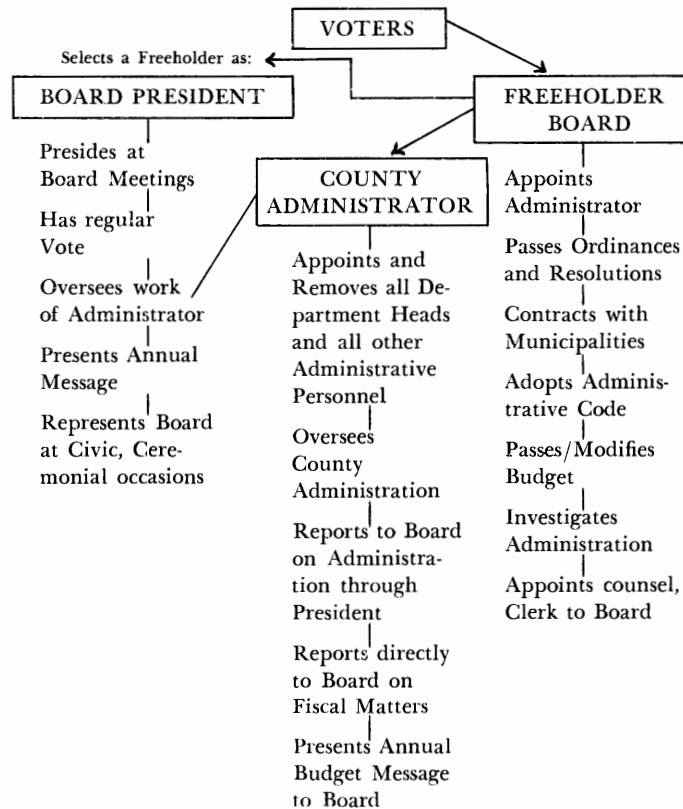 VOTERS
Selects a Freeholder as:
BOARD PRESIDENT
Presides at
Board Meetings
Has regular
Vote
Oversees work
of Administrator
Presents Annual
Message
Represents Board
at Civic, Cere-
monial occasions
COUNTY
ADMINISTRATOR
Appoints and
Removes all De-
partment Heads
and all other
Administrative
Personnel
Oversees
County
Administration
Reports to Board
on Administra-
tion through
President
Reports directly
to Board on
Fiscal Matters
Presents Annual
Budget Message
to Board
FREEHOLDER
BOARD
Appoints
Administrator
Passes Ordinances
and Resolutions
Contracts with
Municipalities
Adopts Adminis-
trative Code
Passes/Modifies
Budget
Investigates
Administration
Appoints counsel,
Clerk to Board